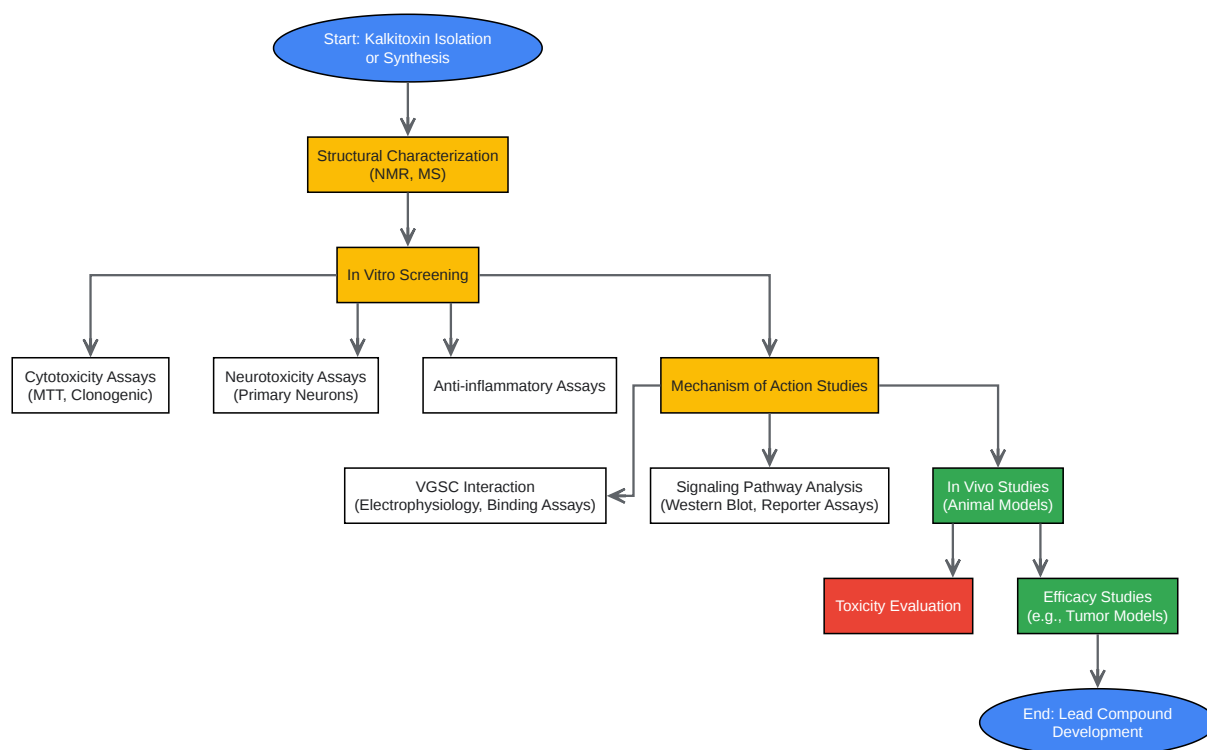 Start: Kalkitoxin Isolation
or Synthesis
Structural Characterization
(NMR, MS)
In Vitro Screening
Cytotoxicity Assays
(MTT, Clonogenic)
Neurotoxicity Assays
(Primary Neurons)
Anti-inflammatory Assays
Mechanism of Action Studies
VGSC Interaction
(Electrophysiology, Binding Assays)
Signaling Pathway Analysis
(Western Blot, Reporter Assays)
In Vivo Studies
(Animal Models)
Toxicity Evaluation
Efficacy Studies
(e.g., Tumor Models)
End: Lead Compound
Development